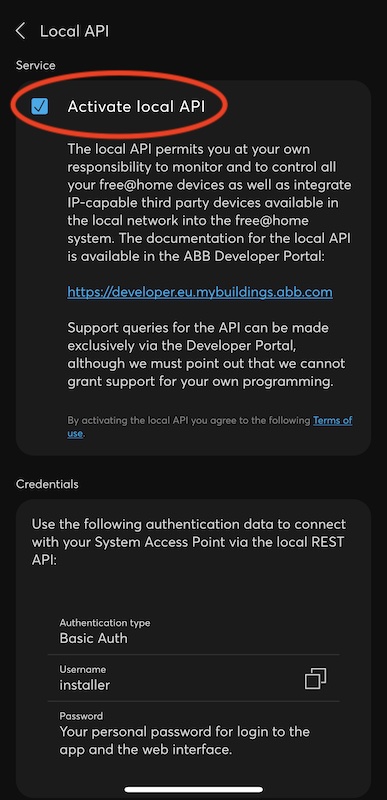 Local API
Service
Activate local API
The local API permits you at your own
responsibility to monitor and to control all
your free@home devices as well as integrate
IP-capable third party devices available in
the local network into the free@home
system. The documentation for the local API
is available in the ABB Developer Portal:
https://developer.eu.mybuildings.abb.com
Support queries for the API can be made
exclusively via the Developer Portal,
although we must point out that we cannot
grant support for your own programming.
By activating the local API you agree to the following Terms of
use.
Credentials
Use the following authentication data to connect
with your System Access Point via the local REST
API:
Authentication type
Basic Auth
Username
installer
Password
Your personal password for login to the
app and the web interface.